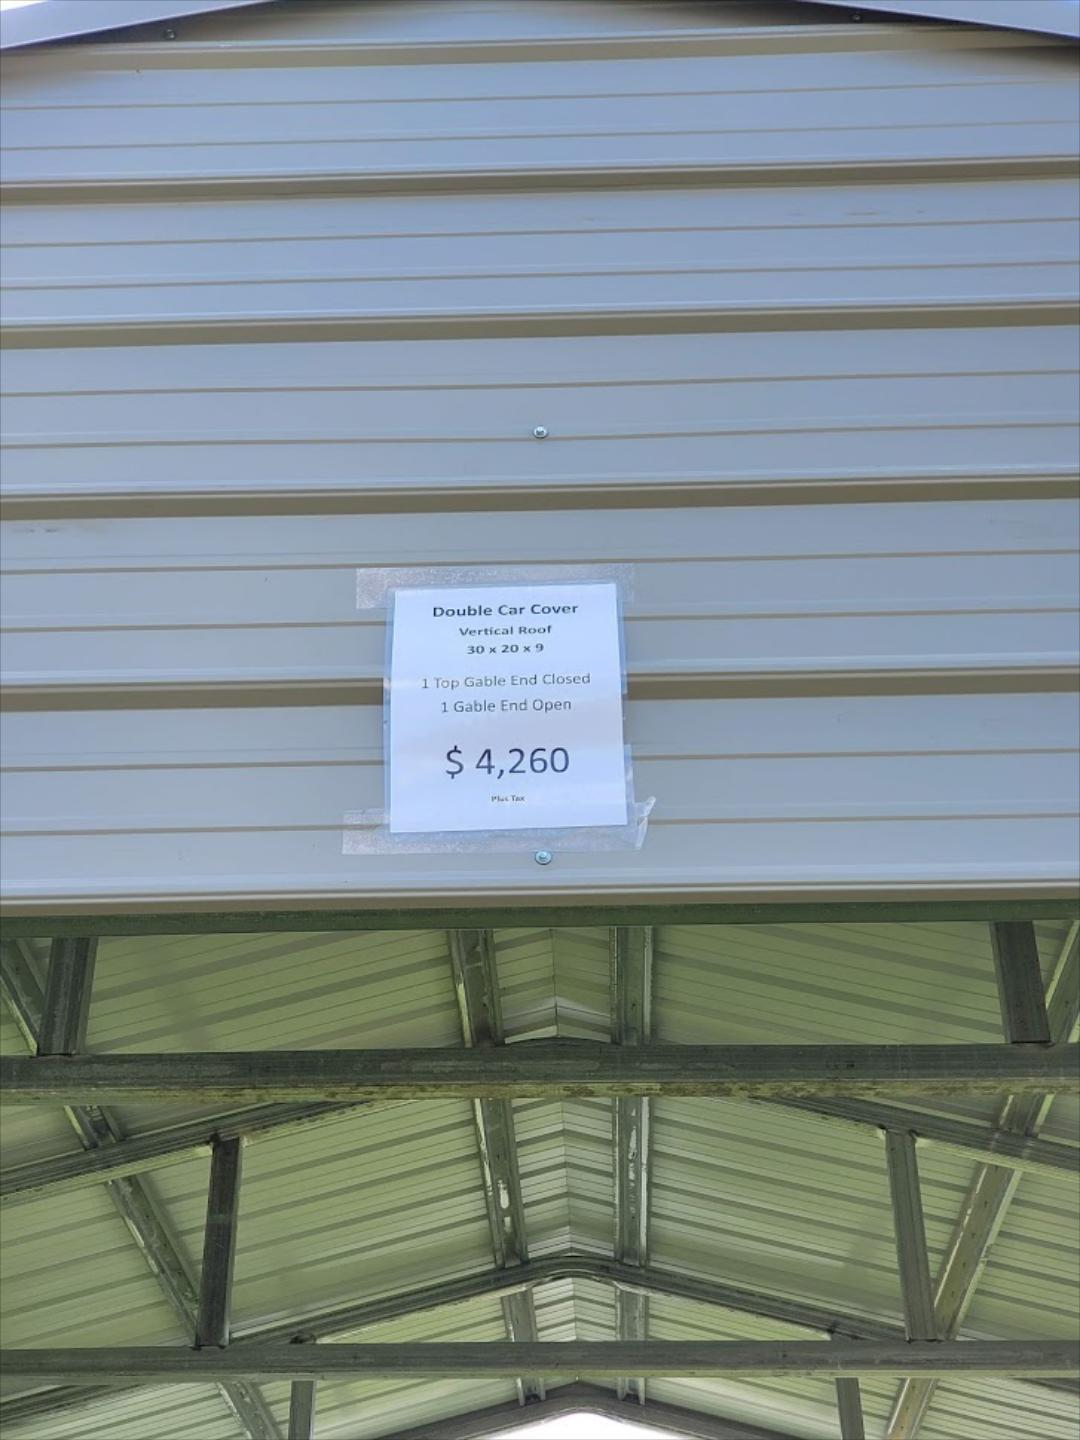 Double Car Cover
Vertical Roof
30 x 20 x 9
1 Top Gable End Closed
1 Gable End Open
$ 4,260
Plus Tax